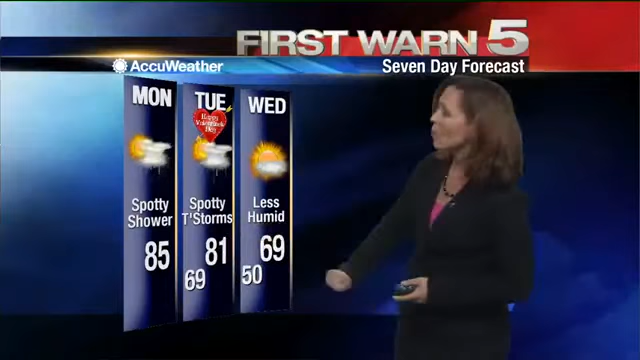 FIRST WARN 5
AccuWeather
Seven Day Forecast
MON
Spotty
Shower
85
TUE
Happy
Valentine's
Day
Spotty
T'Storms
81
69
WED
Less
Humid
69
50